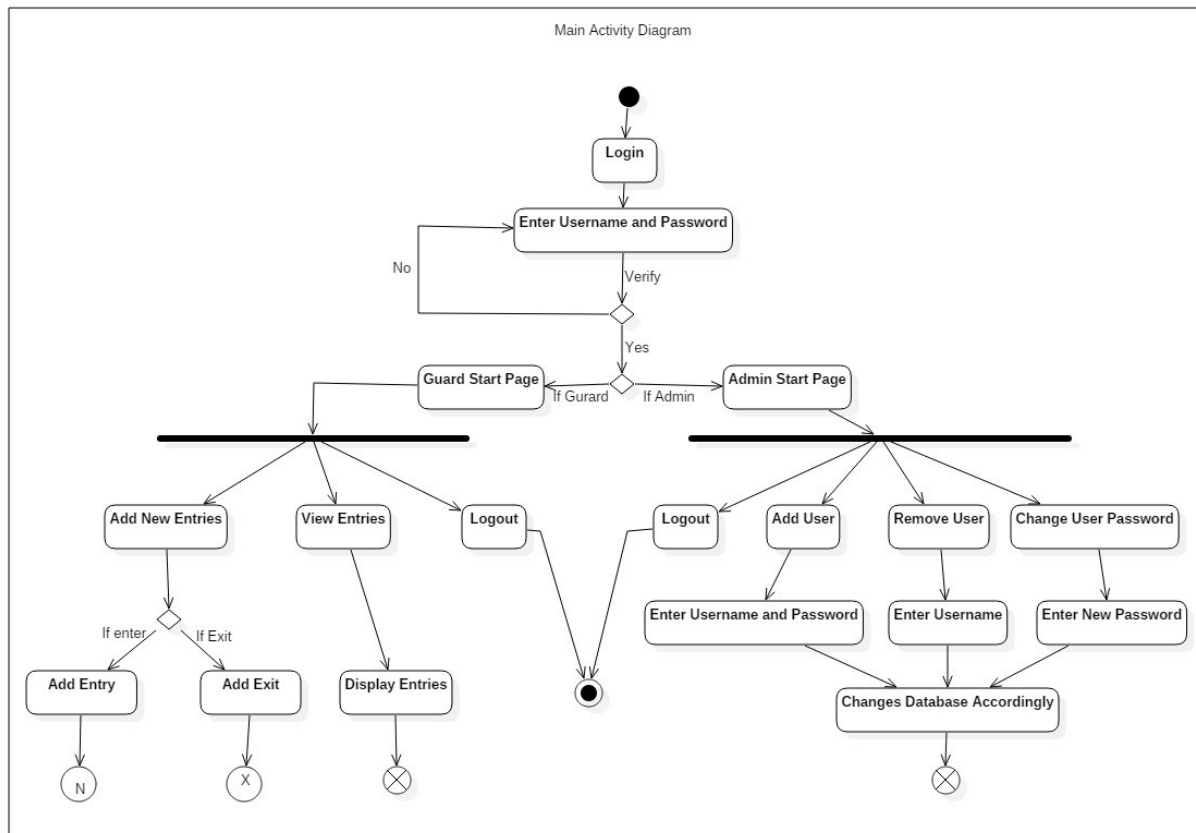 Main Activity Diagram
Login
Enter Username and Password
No
Verify
Yes
Guard Start Page
If Gurard
If Admin
Admin Start Page
Add New Entries
View Entries
Logout
Logout
Add User
Remove User
Change User Password
If enter
If Exit
Enter Username and Password
Enter Username
Enter New Password
Add Entry
Add Exit
Display Entries
Changes Database Accordingly
N
X